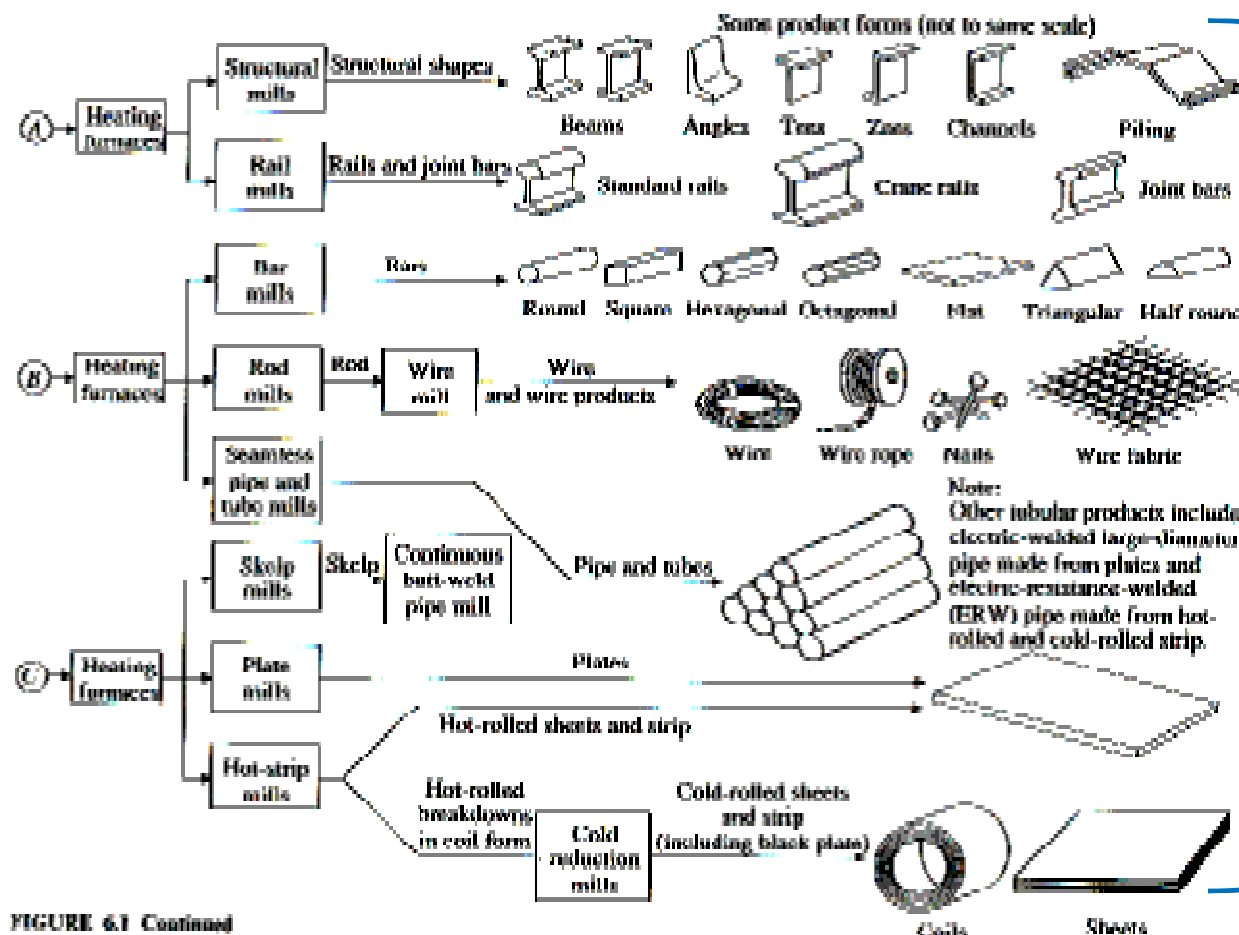 Some product forms (not to same scale)
Structural
mills
Structural shapes
Beams
Angles
Tees
Zees
Channels
Piling
A
Heating
furnaces
Rail
mills
Rails and joint bars
Standard rails
Crane rails
Joint bars
Bar
mills
Bars
Round
Square
Hexagonal
Octagonal
Flat
Triangular
Half round
B
Heating
furnaces
Rod
mills
Rod
Wire
mill
Wire
and wire products
Wire
Wire rope
Nails
Wire fabric
Seamless
pipe and
tube mills
Note:
Other tubular products include
electric-welded large-diameter
pipe made from plates and
electric-resistance-welded
(ERW) pipe made from hot-
rolled and cold-rolled strip.
Skelp
mills
Skelp
Continuous
butt-weld
pipe mill
Pipe and tubes
C
Heating
furnaces
Plate
mills
Plates
Hot-rolled sheets and strip
Hot-strip
mills
Hot-rolled
breakdowns
in coil form
Cold
reduction
mills
Cold-rolled sheets
and strip
(including black plate)
Coils
Sheets
FIGURE 6.1 Continued